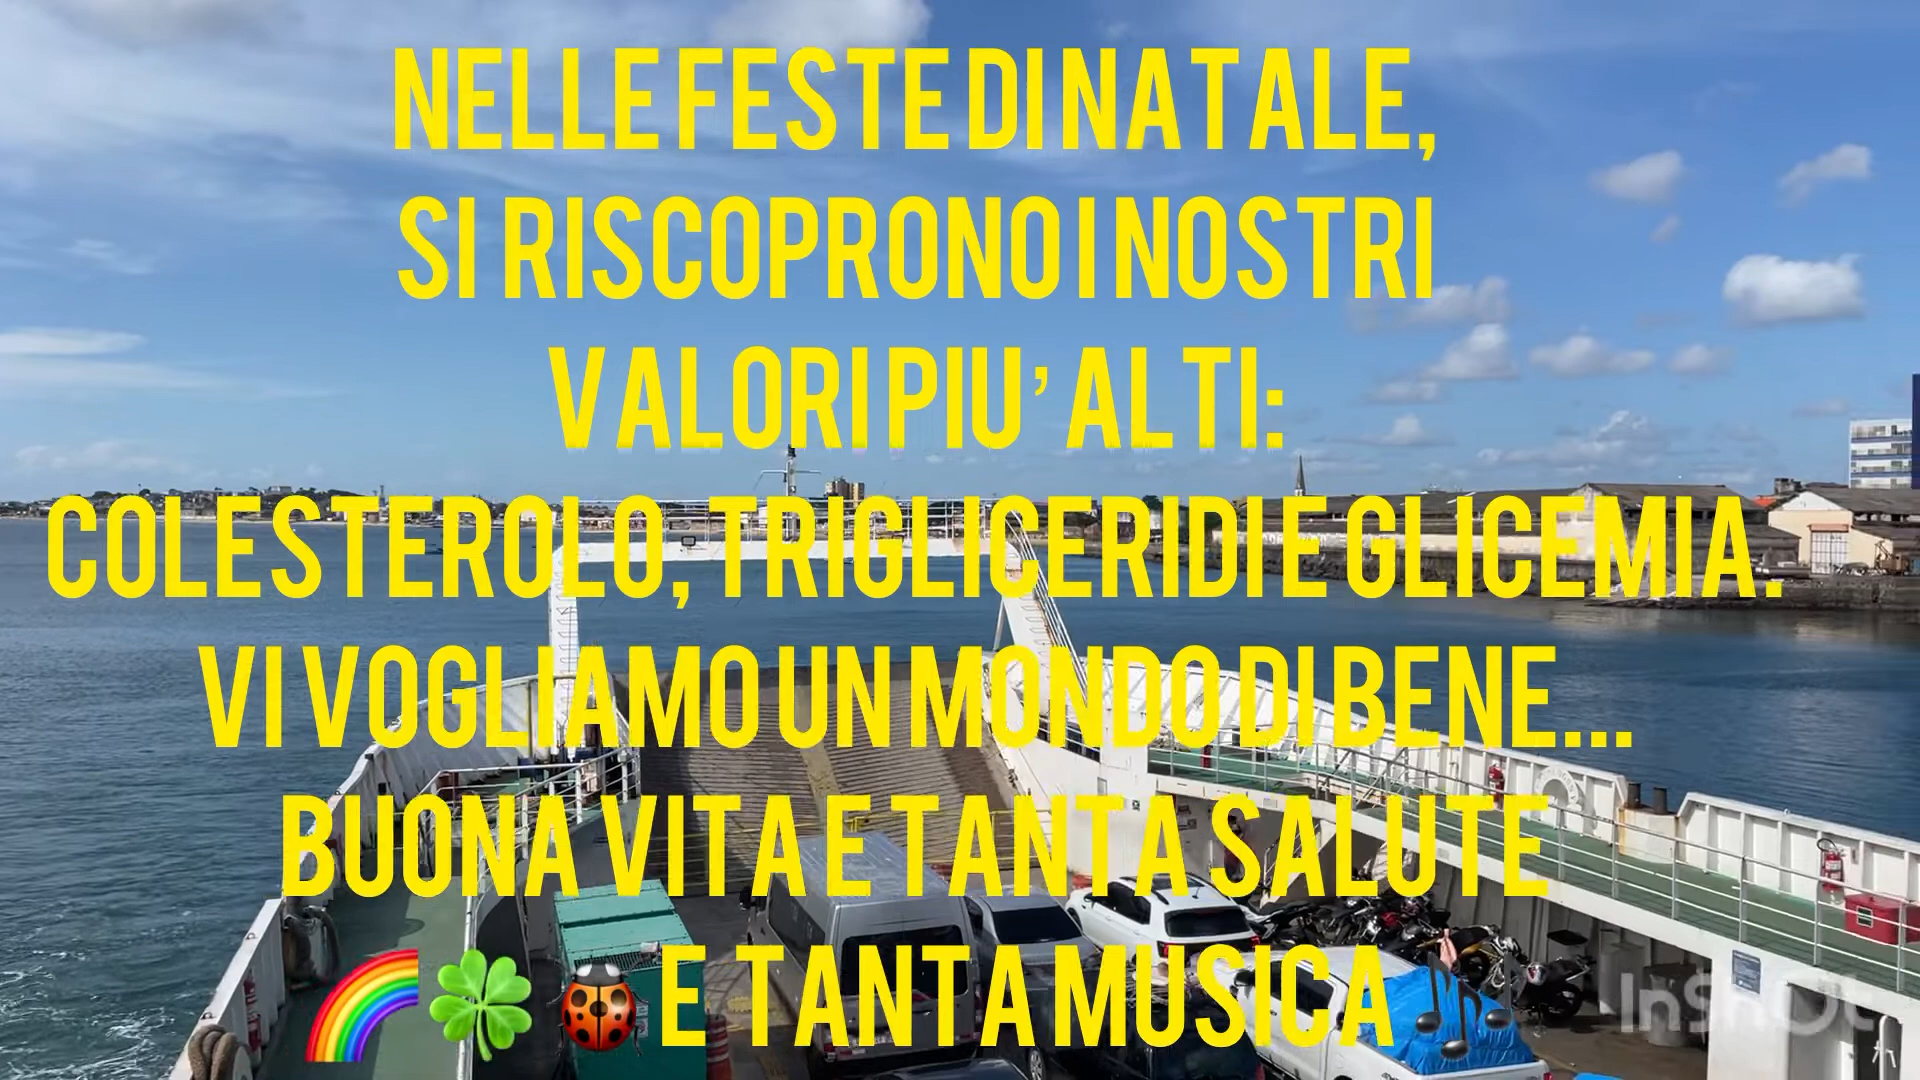 NELLE FESTE DI NATALE,
SI RISCOPRONO I NOSTRI
VALORI PIU’ ALTI:
COLESTEROLO, TRIGLICERIDI E GLICEMIA.
VI VOGLIAMO UN MONDO DI BENE...
BUONA VITA E TANTA SALUTE
🌈🍀🐞E TANTA MUSICA🎶
InShOt